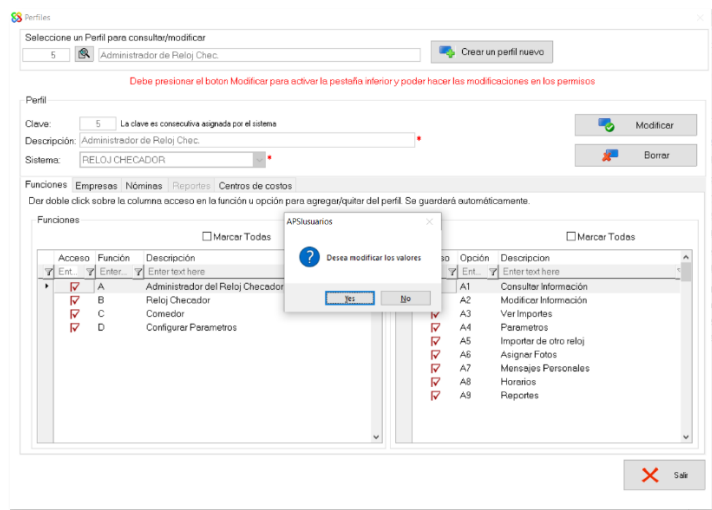 Perfiles
Seleccione un Perfil para consultar/modificar
5 Administrador de Reloj Chec. Crear un perfil nuevo
Debe presionar el boton Modificar para activar la pestaña inferior y poder hacer las modificaciones en los permisos
Perfil
Clave: 5 La clave es consecutiva asignada por el sistema Modificar
Descripción: Administrador de Reloj Chec. *
Sistema: RELOJ CHECADOR * Borrar
Funciones Empresas Nóminas Reportes Centros de costos
Dar doble click sobre la columna acceso en la función u opción para agregar/quitar del perfil. Se guardará automáticamente.
Funciones
Marcar Todas
Marcar Todas
Acceso Función Descripción
Ent... Enter... Enter text here
A Administrador del Reloj Checador
B Reloj Checador
C Comedor
D Configurar Parametros
APSIusuarios
Desea modificar los valores
Yes No
so Opción Descripcion
Ent... Enter text here
A1 Consultar Información
A2 Modificar Información
A3 Ver Importes
A4 Parametros
A5 Importar de otro reloj
A6 Asignar Fotos
A7 Mensajes Personales
A8 Horarios
A9 Reportes
Salir